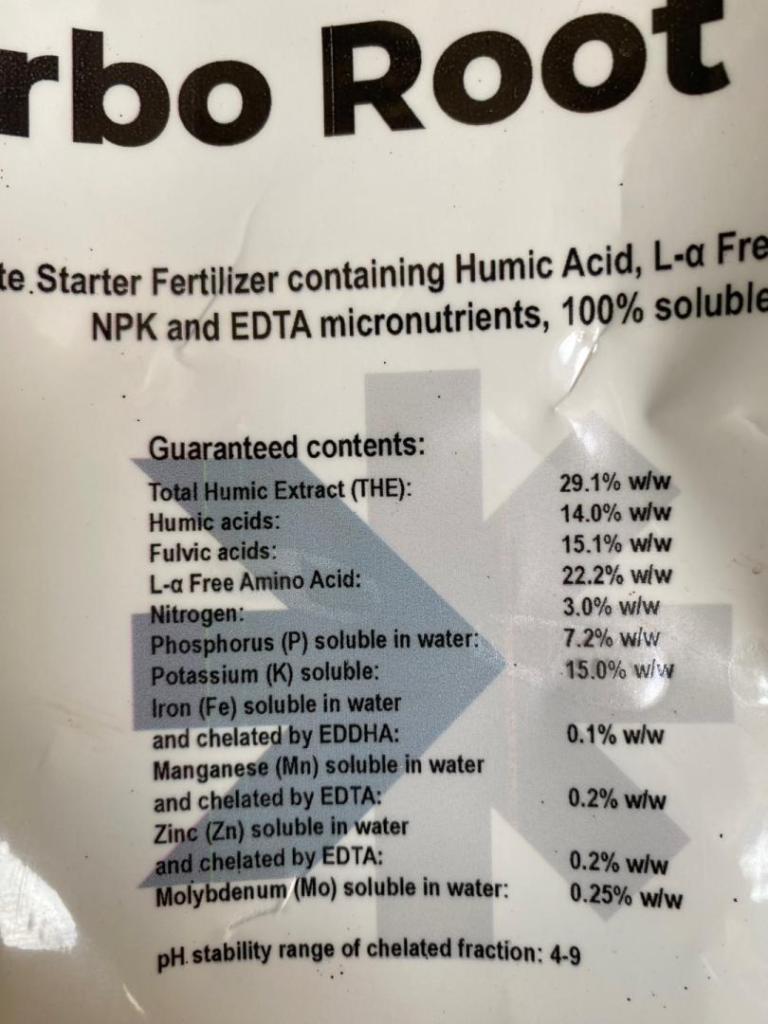 rbo Root
te Starter Fertilizer containing Humic Acid, L-α Fre
NPK and EDTA micronutrients, 100% soluble
Guaranteed contents:
Total Humic Extract (THE): 29.1% w/w
Humic acids: 14.0% w/w
Fulvic acids: 15.1% w/w
L-α Free Amino Acid: 22.2% w/w
Nitrogen: 3.0% w/w
Phosphorus (P) soluble in water: 7.2% w/w
Potassium (K) soluble: 15.0% w/w
Iron (Fe) soluble in water
and chelated by EDDHA: 0.1% w/w
Manganese (Mn) soluble in water
and chelated by EDTA: 0.2% w/w
Zinc (Zn) soluble in water
and chelated by EDTA: 0.2% w/w
Molybdenum (Mo) soluble in water: 0.25% w/w
pH stability range of chelated fraction: 4-9